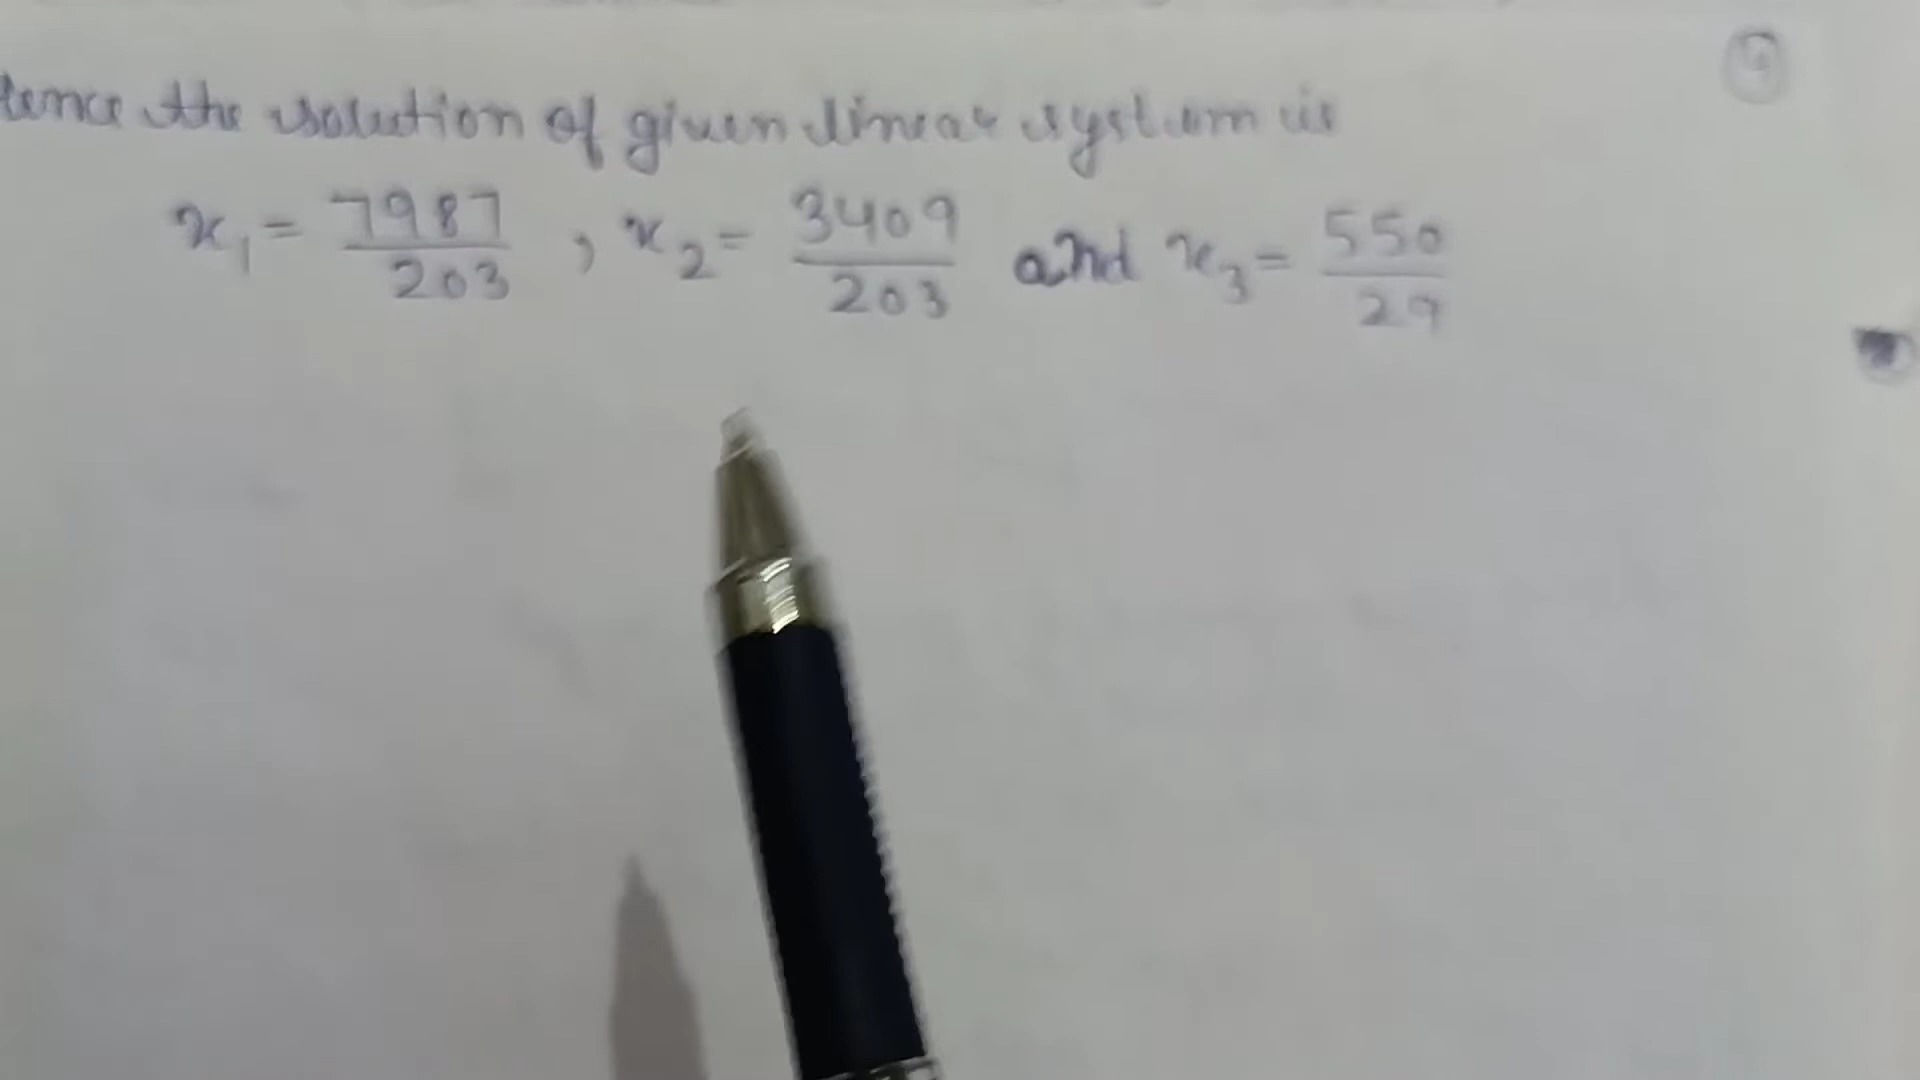 Hence the solution of given linear system is
x₁ = 7987/203 , x₂ = 3409/203 and x₃ = 550/29